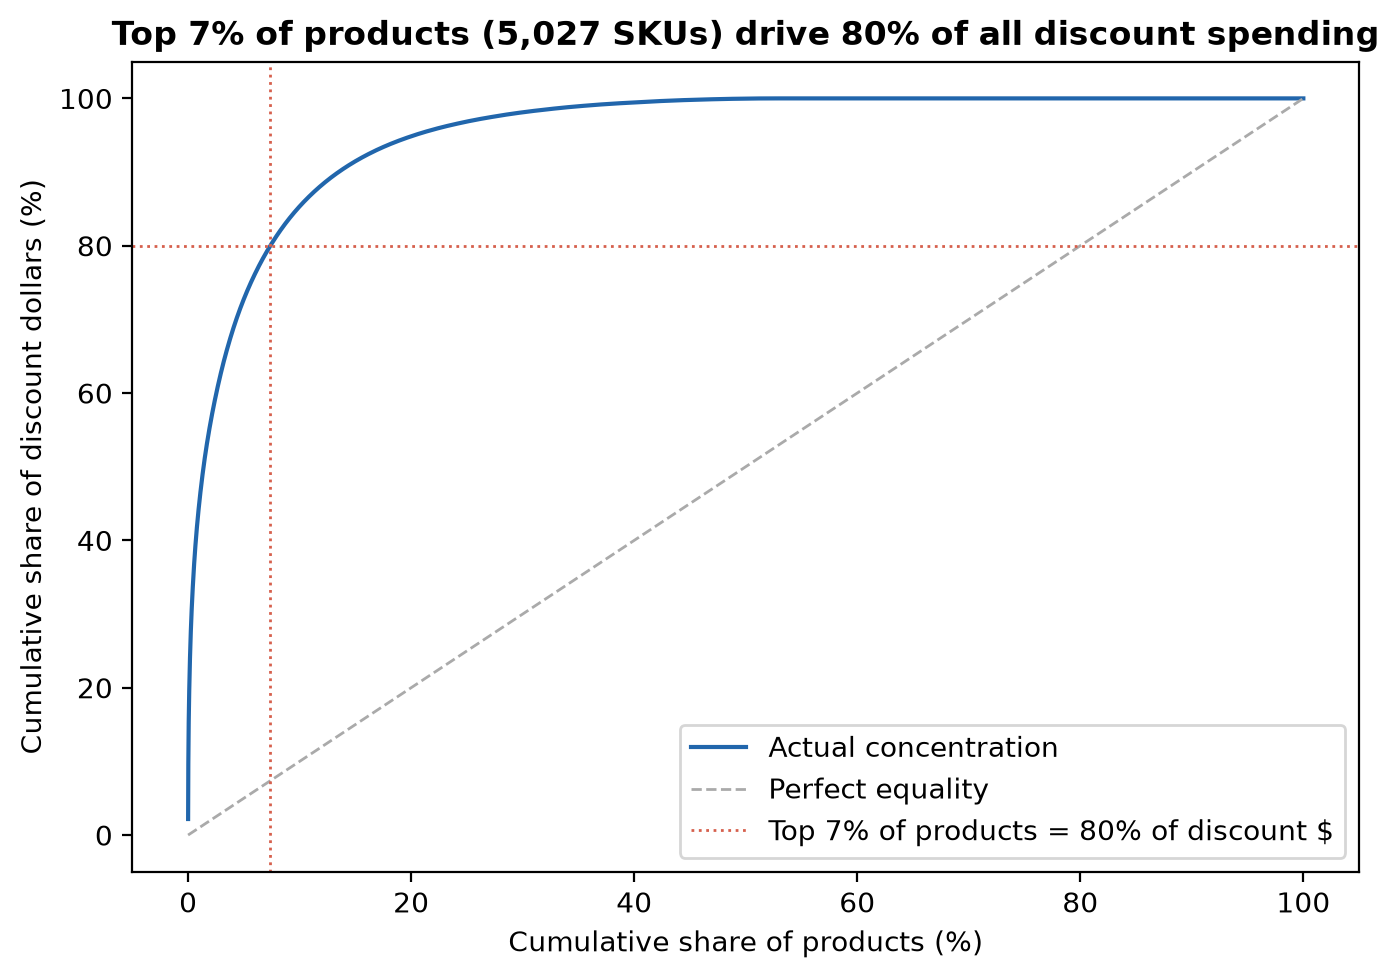 Top 7% of products (5,027 SKUs) drive 80% of all discount spending
Cumulative share of discount dollars (%)
100
80
60
40
20
0
Actual concentration
Perfect equality
Top 7% of products = 80% of discount $
0 20 40 60 80 100
Cumulative share of products (%)